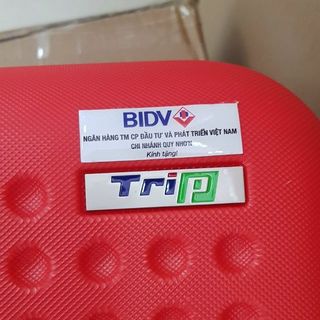 BIDV
NGÂN HÀNG TM CP ĐẦU TƯ VÀ PHÁT TRIỂN VIỆT NAM
CHI NHÁNH QUY NHƠN
Kính tặng!
TriP